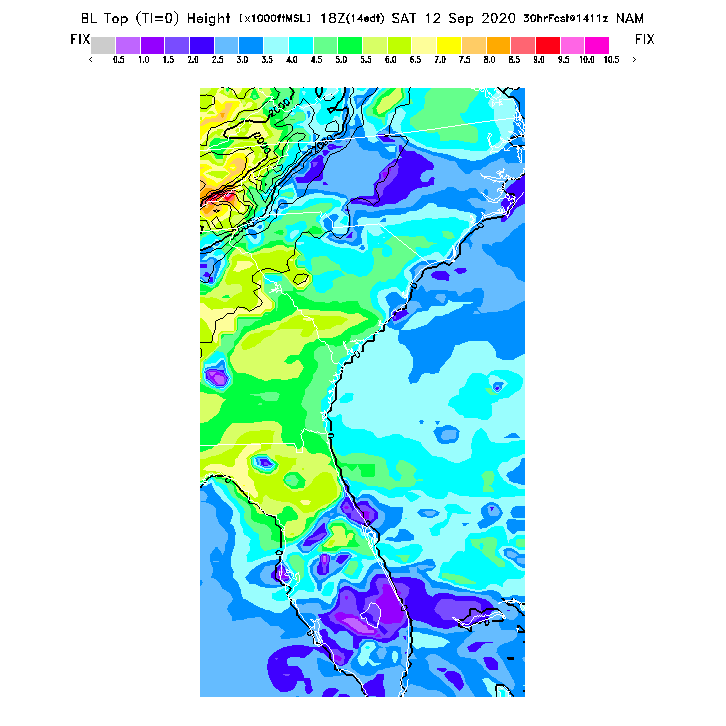 BL Top (TI=0) Height [x1000ftMSL] 18Z(14edt) SAT 12 Sep 2020 30hrFcst@1411z NAM
FIX FIX
< 0.5 1.0 1.5 2.0 2.5 3.0 3.5 4.0 4.5 5.0 5.5 6.0 6.5 7.0 7.5 8.0 8.5 9.0 9.5 10.0 10.5 >
2000
2000